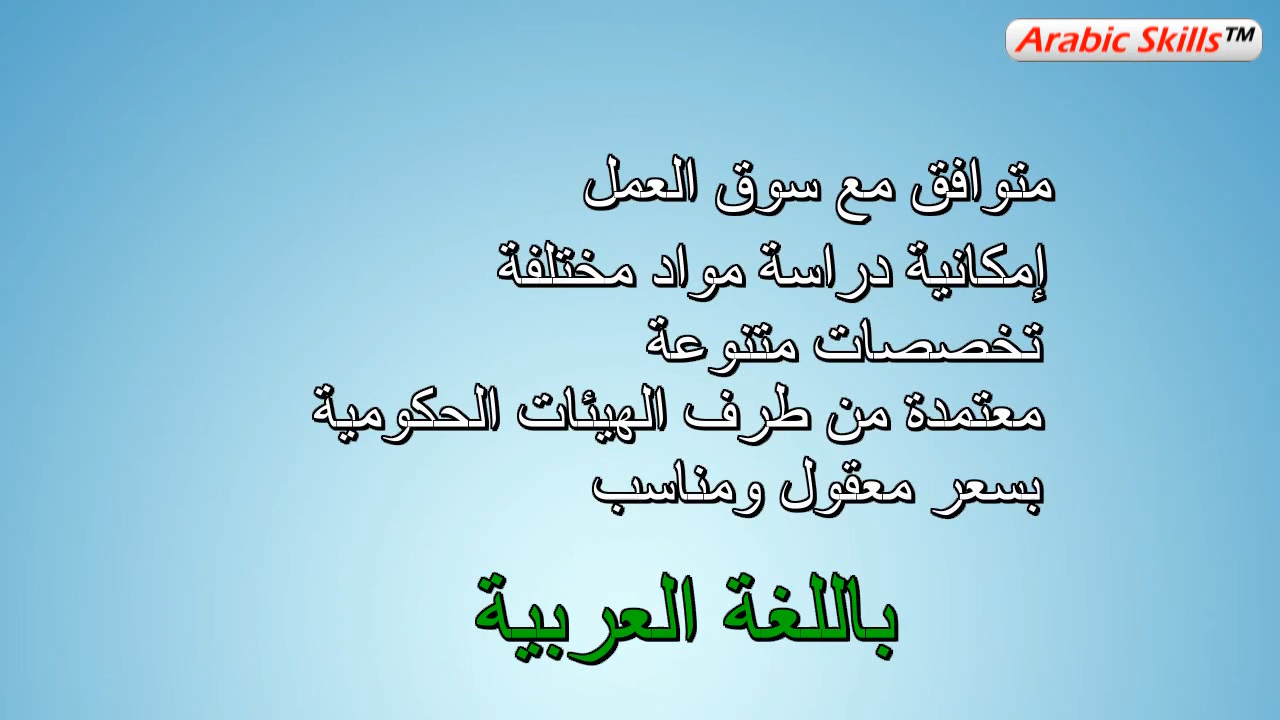 Arabic Skills™
متوافق مع سوق العمل
إمكانية دراسة مواد مختلفة
تخصصات متنوعة
معتمدة من طرف الهيئات الحكومية
بسعر معقول ومناسب
باللغة العربية